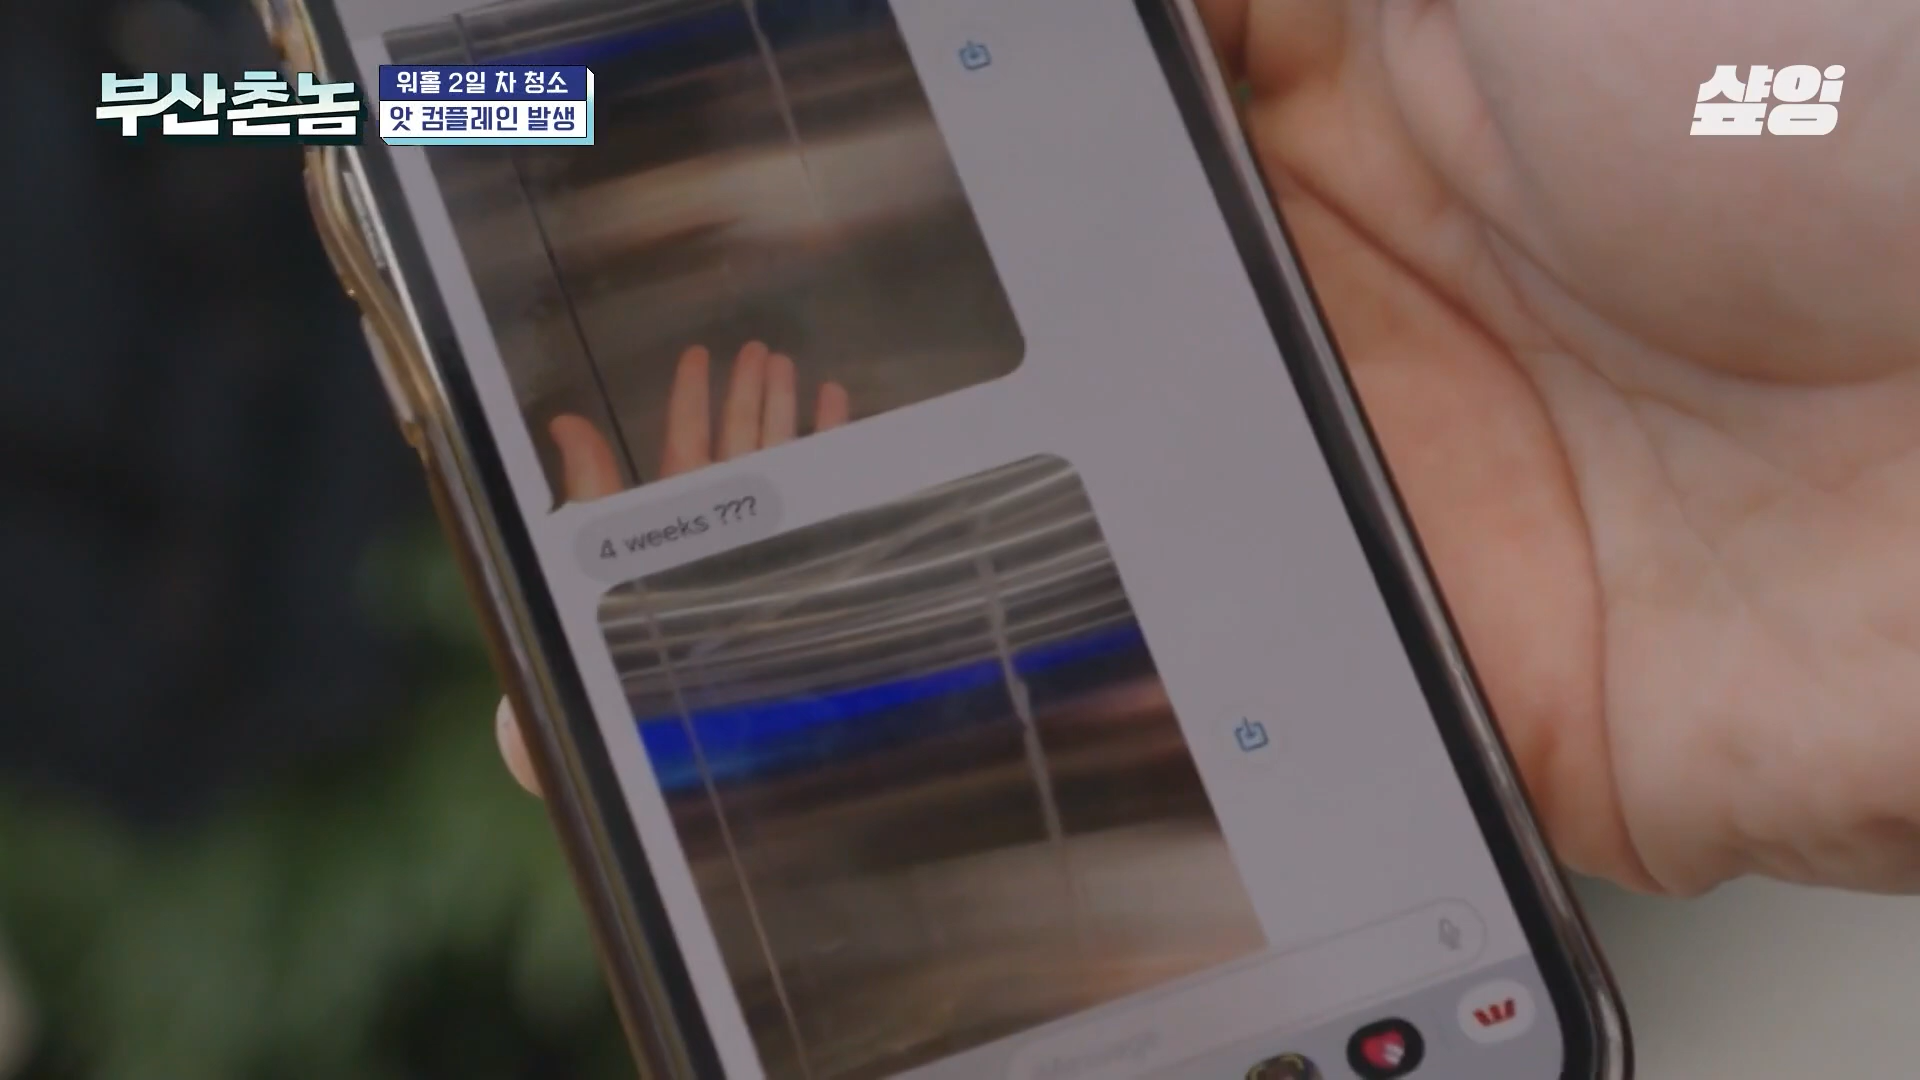 부산촌놈
워홀 2일 차 청소
앗 컴플레인 발생
샾잉
4 weeks ???
Message